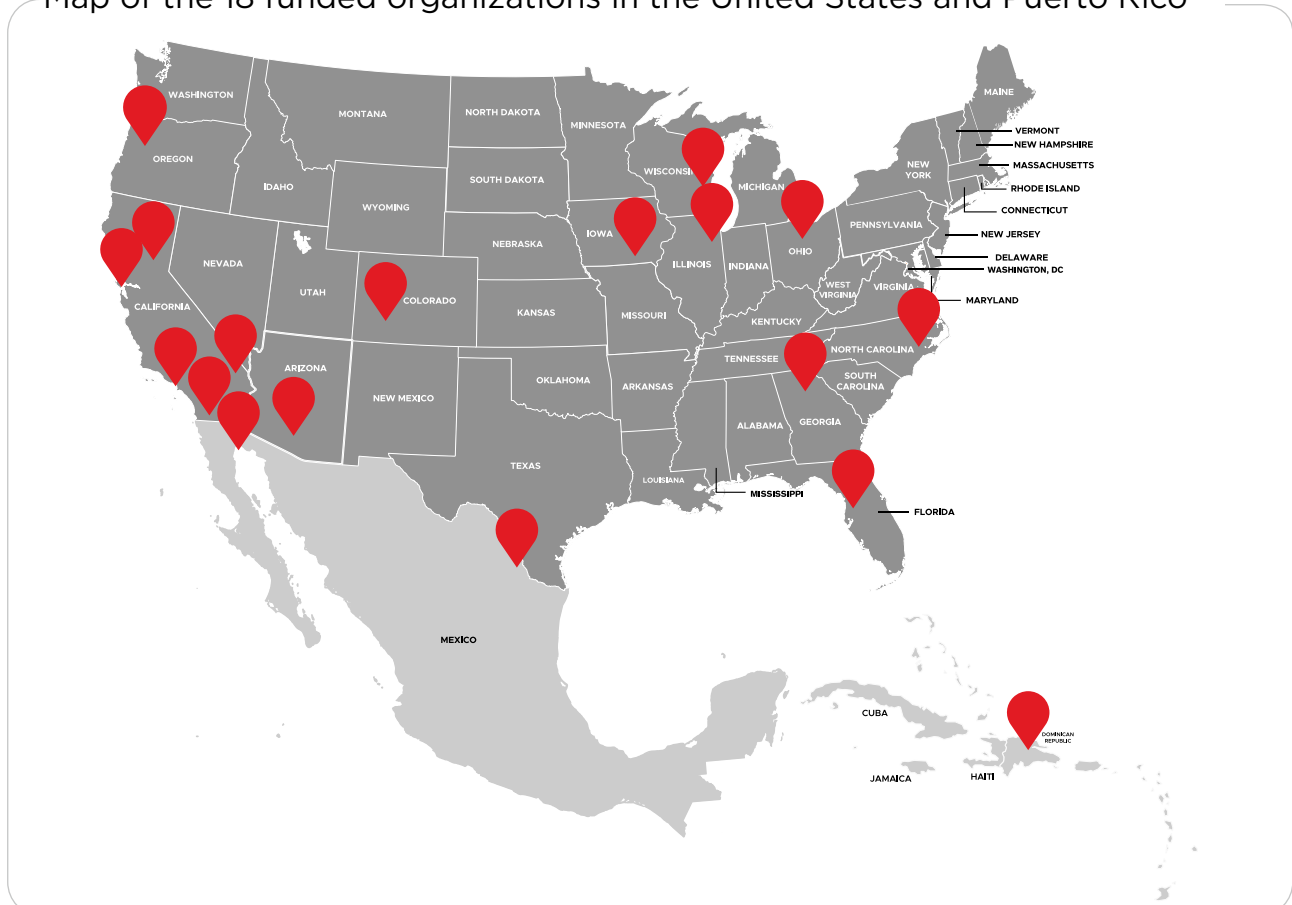 Map of the 18 funded organizations in the United States and Puerto Rico
WASHINGTON
MONTANA
NORTH DAKOTA
MINNESOTA
MAINE
VERMONT
NEW HAMPSHIRE
OREGON
IDAHO
SOUTH DAKOTA
WISCONSI
MICHIGAN
NEW
YORK
MASSACHUSETTS
RHODE ISLAND
WYOMING
CONNECTICUT
IOWA
PENNSYLVANIA
NEW JERSEY
NEBRASKA
NEVADA
ILLINOIS
INDIANA
OHIO
DELAWARE
WASHINGTON, DC
UTAH
COLORADO
WEST
VIRGINIA
VIRGINIA
MARYLAND
CALIFORNIA
KANSAS
MISSOURI
KENTUCKY
NORTH CAROLINA
TENNESSEE
ARIZONA
OKLAHOMA
ARKANSAS
SOUTH
CAROLINA
NEW MEXICO
ALABAMA
GEORGIA
TEXAS
LOUISIANA
MISSISSIPPI
FLORIDA
MEXICO
CUBA
DOMINICAN
REPUBLIC
JAMAICA
HAITI